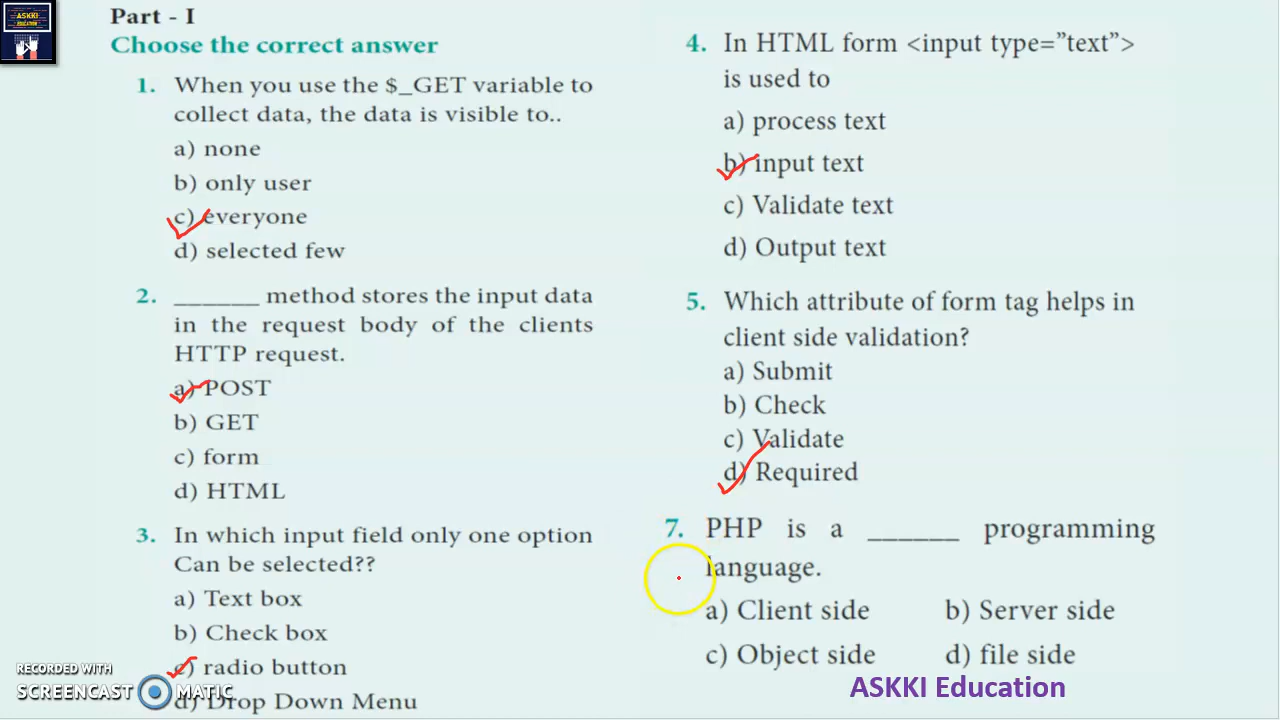 ASKKI
EDUCATION
Part - I
Choose the correct answer
1. When you use the $_GET variable to
collect data, the data is visible to..
a) none
b) only user
c) everyone
d) selected few
2. ______ method stores the input data
in the request body of the clients
HTTP request.
a) POST
b) GET
c) form
d) HTML
3. In which input field only one option
Can be selected??
a) Text box
b) Check box
c) radio button
d) Drop Down Menu
4. In HTML form <input type=”text”>
is used to
a) process text
b) input text
c) Validate text
d) Output text
5. Which attribute of form tag helps in
client side validation?
a) Submit
b) Check
c) Validate
d) Required
7. PHP is a ______ programming
language.
a) Client side b) Server side
c) Object side d) file side
ASKKI Education
RECORDED WITH
SCREENCAST MATIC